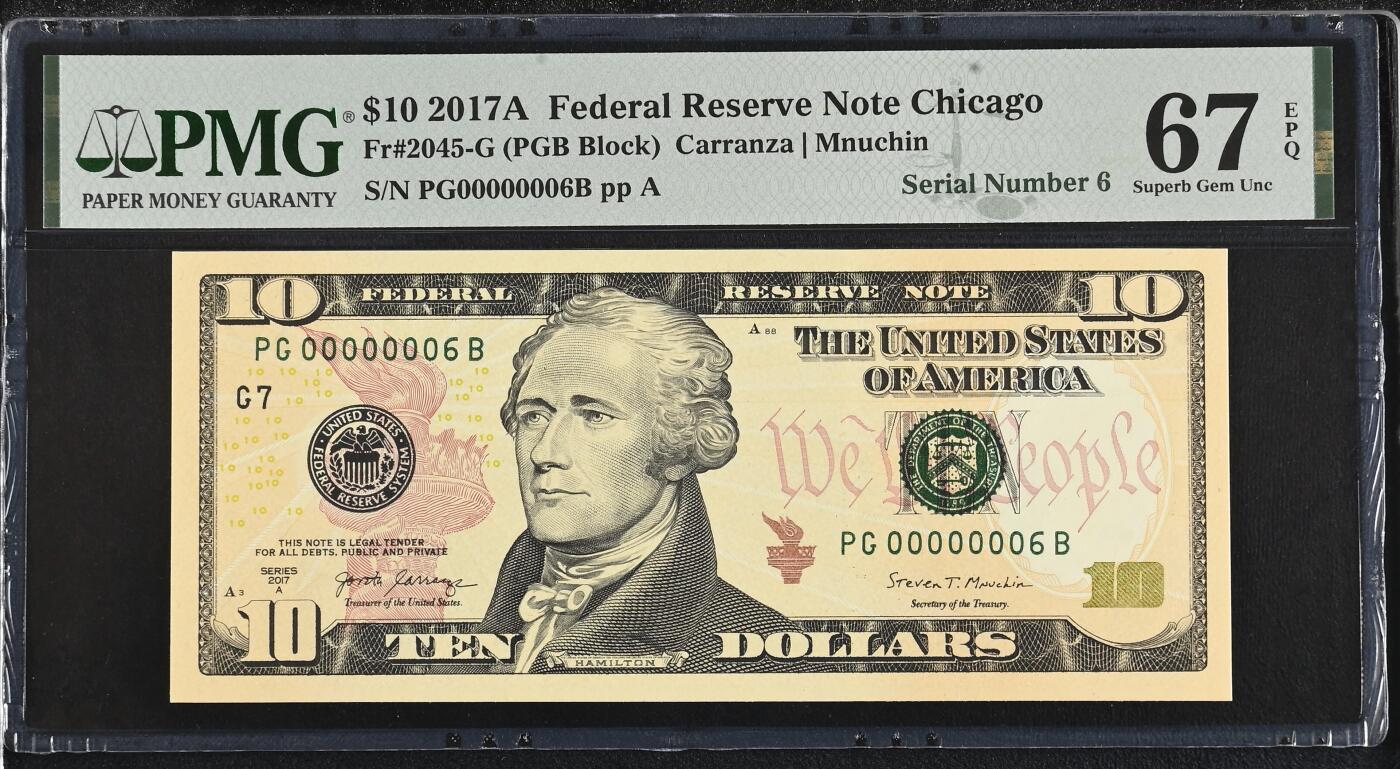 PMG®
PAPER MONEY GUARANTY
$10 2017A Federal Reserve Note Chicago
Fr#2045-G (PGB Block) Carranza | Mnuchin
S/N PG00000006B pp A
Serial Number 6
67
EPQ
Superb Gem Unc
10 FEDERAL RESERVE NOTE 10
PG 00000006 B
A 88
THE UNITED STATES
OF AMERICA
G7
UNITED STATES
FEDERAL RESERVE SYSTEM
We the People
TEN
THIS NOTE IS LEGAL TENDER
FOR ALL DEBTS, PUBLIC AND PRIVATE
PG 00000006 B
SERIES
2017
A
A 3
Treasurer of the United States.
Steven T. Mnuchin
Secretary of the Treasury.
10
10 TEN DOLLARS
HAMILTON